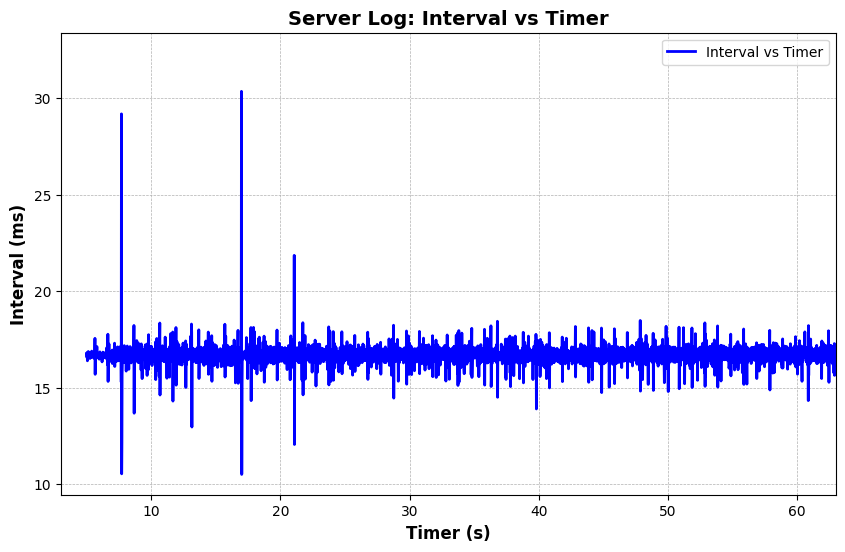 Server Log: Interval vs Timer
Interval vs Timer
Interval (ms)
30
25
20
15
10
10 20 30 40 50 60
Timer (s)